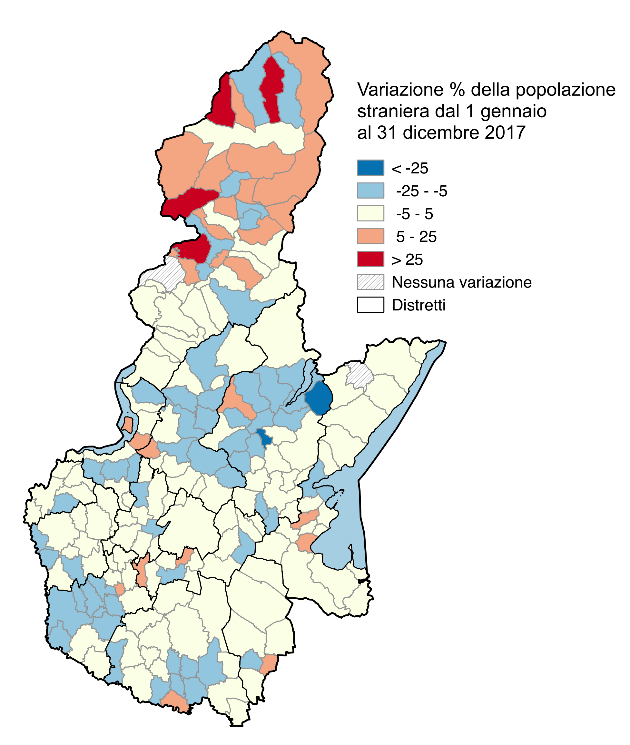 Variazione % della popolazione
straniera dal 1 gennaio
al 31 dicembre 2017
< -25
-25 - -5
-5 - 5
5 - 25
> 25
Nessuna variazione
Distretti